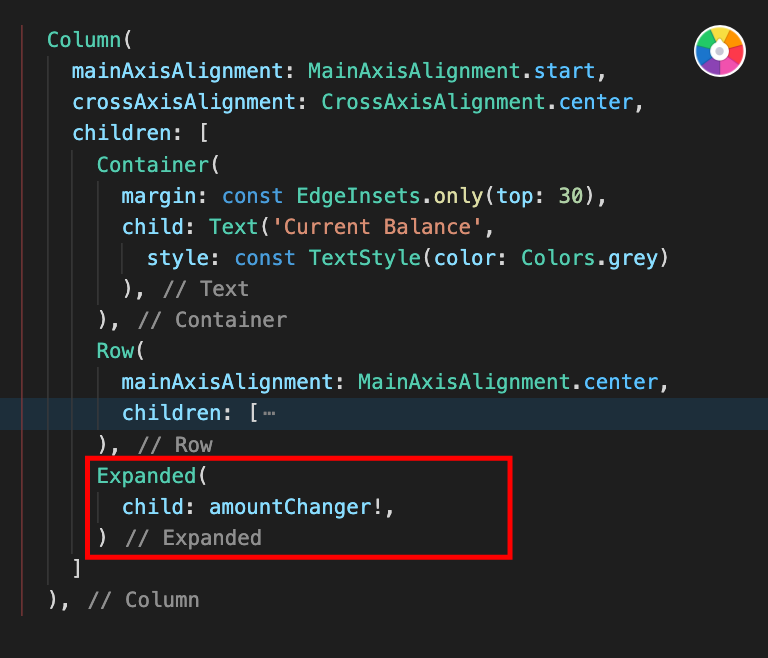 Column(
mainAxisAlignment: MainAxisAlignment.start,
crossAxisAlignment: CrossAxisAlignment.center,
children: [
Container(
margin: const EdgeInsets.only(top: 30),
child: Text('Current Balance',
style: const TextStyle(color: Colors.grey)
), // Text
), // Container
Row(
mainAxisAlignment: MainAxisAlignment.center,
children: [⋯
), // Row
Expanded(
child: amountChanger!,
) // Expanded
]
), // Column